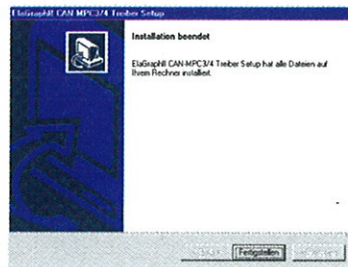 ElaGraphII CAN-MPC3/4 Treiber Setup
Installation beendet
ElaGraphII CAN-MPC3/4 Treiber Setup hat alle Dateien auf
Ihrem Rechner installiert.
Fertigstellen